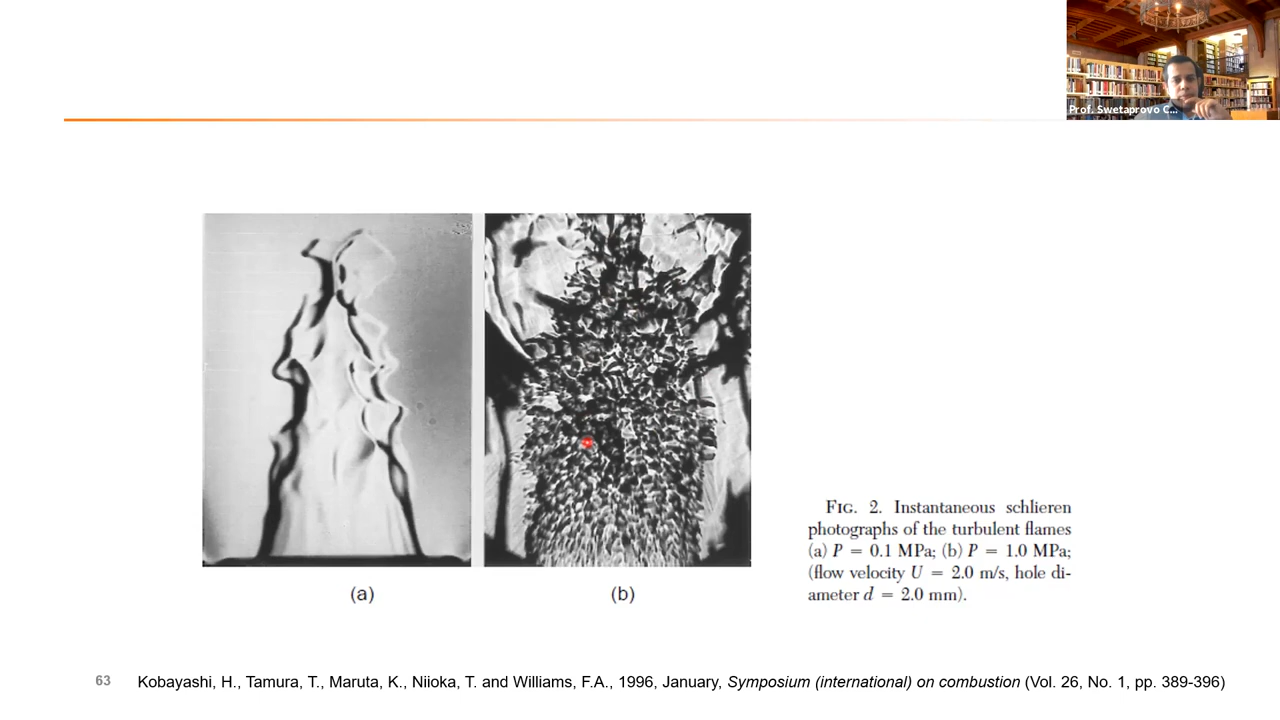 Prof. Swetaprovo C...
FIG. 2. Instantaneous schlieren
photographs of the turbulent flames
(a) P = 0.1 MPa; (b) P = 1.0 MPa;
(flow velocity U = 2.0 m/s, hole di-
ameter d = 2.0 mm).
(a)
(b)
63
Kobayashi, H., Tamura, T., Maruta, K., Niioka, T. and Williams, F.A., 1996, January, Symposium (international) on combustion (Vol. 26, No. 1, pp. 389-396)